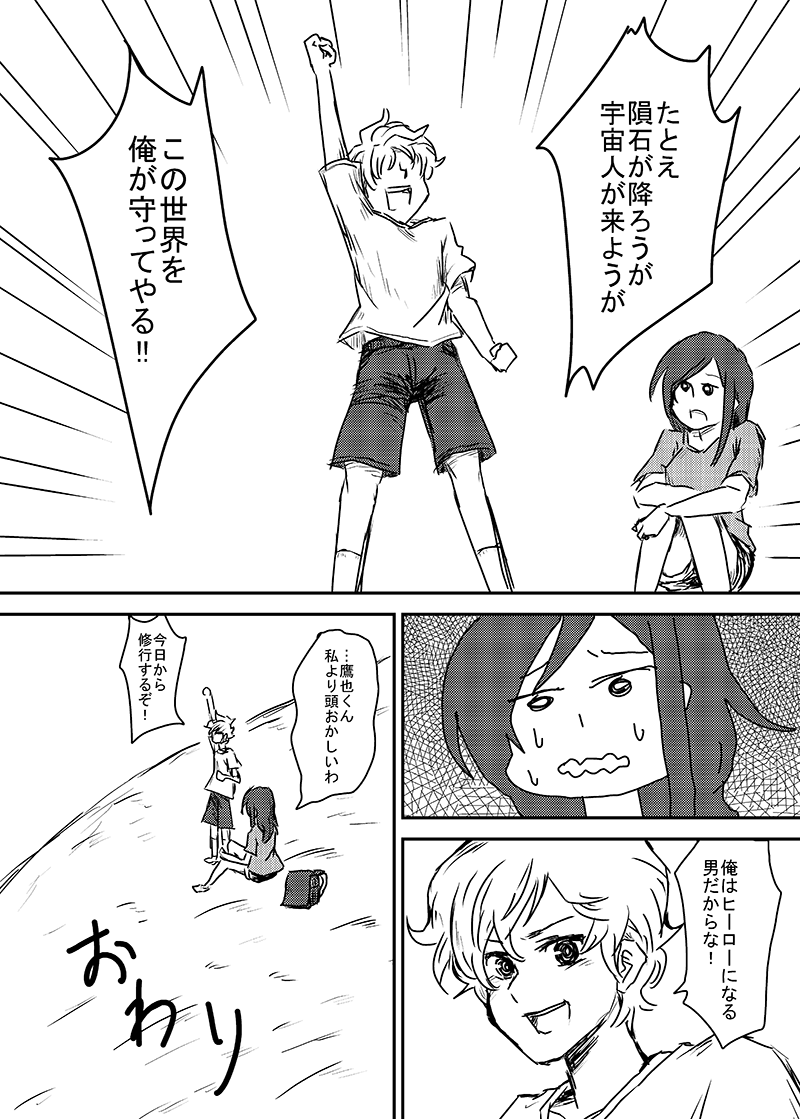 たとえ
隕石が降ろうが
宇宙人が来ようが
この世界を
俺が守ってやる!!
俺はヒーローになる
男だからな！
…鷹也くん
私より頭おかしいわ
今日から
修行するぞ！
おわり